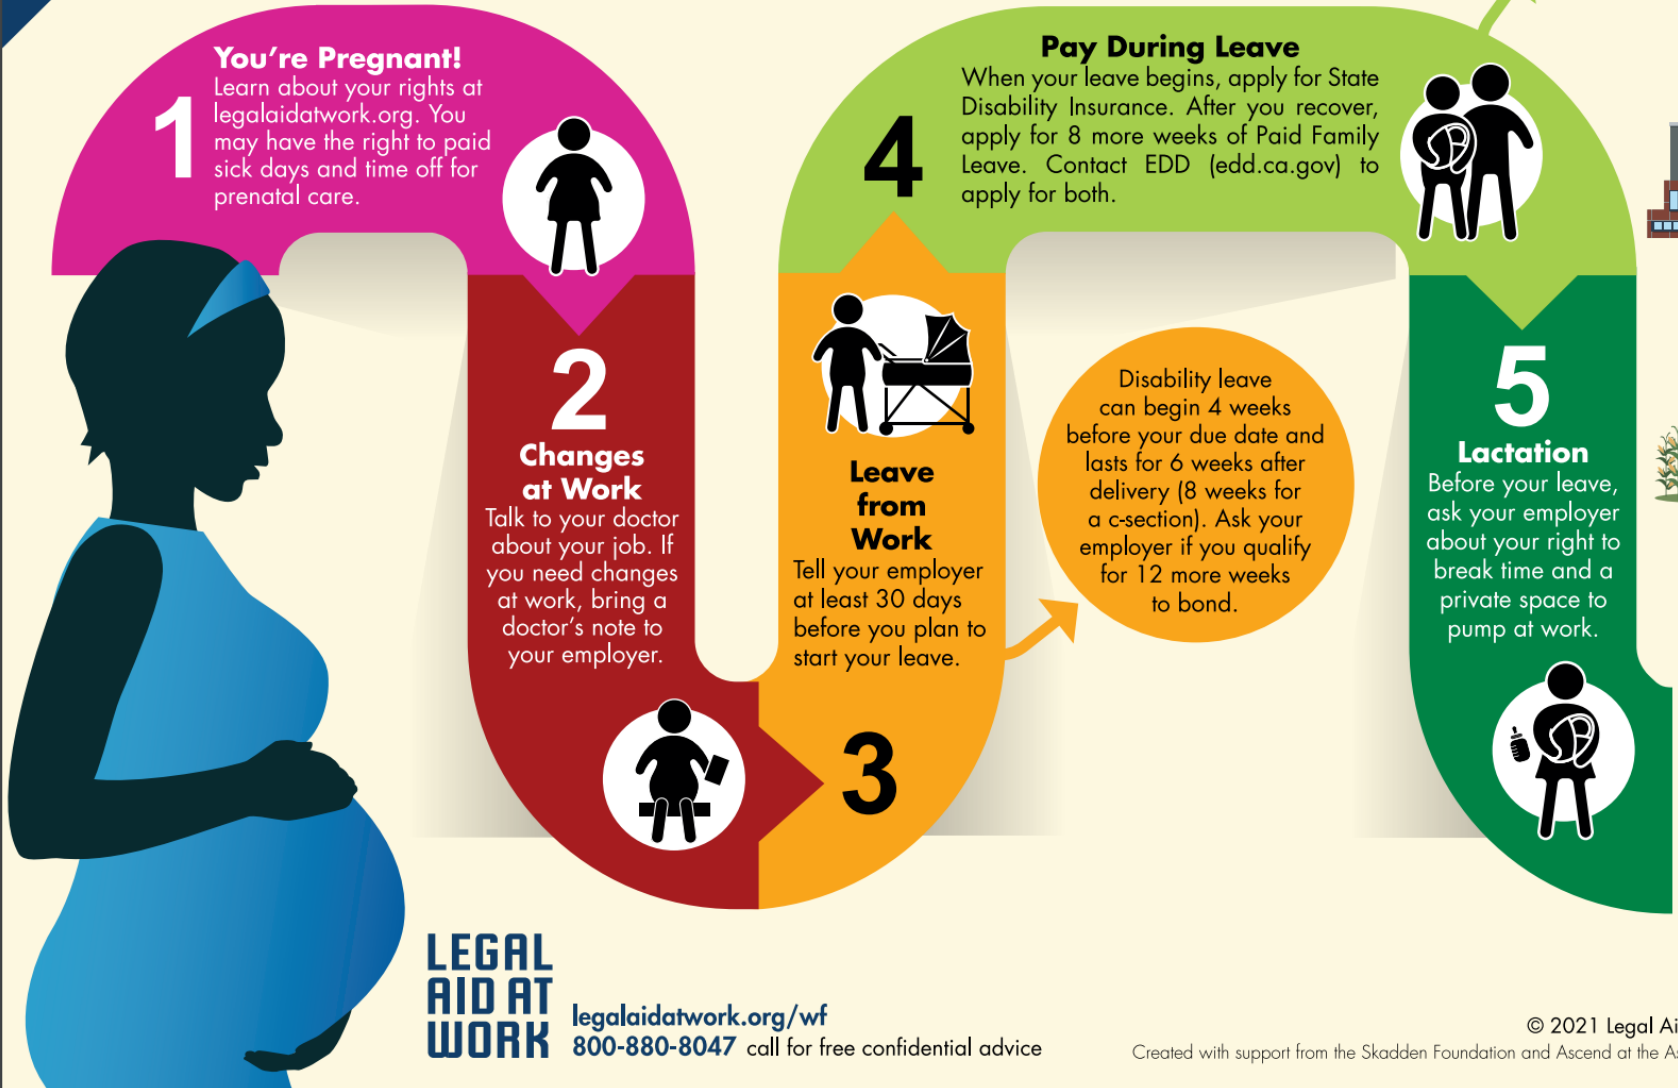 You're Pregnant!
1
Learn about your rights at
legalaidatwork.org. You
may have the right to paid
sick days and time off for
prenatal care.
2
Changes
at Work
Talk to your doctor
about your job. If
you need changes
at work, bring a
doctor's note to
your employer.
3
Leave
from
Work
Tell your employer
at least 30 days
before you plan to
start your leave.
Disability leave
can begin 4 weeks
before your due date and
lasts for 6 weeks after
delivery (8 weeks for
a c-section). Ask your
employer if you qualify
for 12 more weeks
to bond.
4
Pay During Leave
When your leave begins, apply for State
Disability Insurance. After you recover,
apply for 8 more weeks of Paid Family
Leave. Contact EDD (edd.ca.gov) to
apply for both.
5
Lactation
Before your leave,
ask your employer
about your right to
break time and a
private space to
pump at work.
LEGAL
AID AT
WORK
legalaidatwork.org/wf
800-880-8047 call for free confidential advice
© 2021 Legal Ai
Created with support from the Skadden Foundation and Ascend at the As